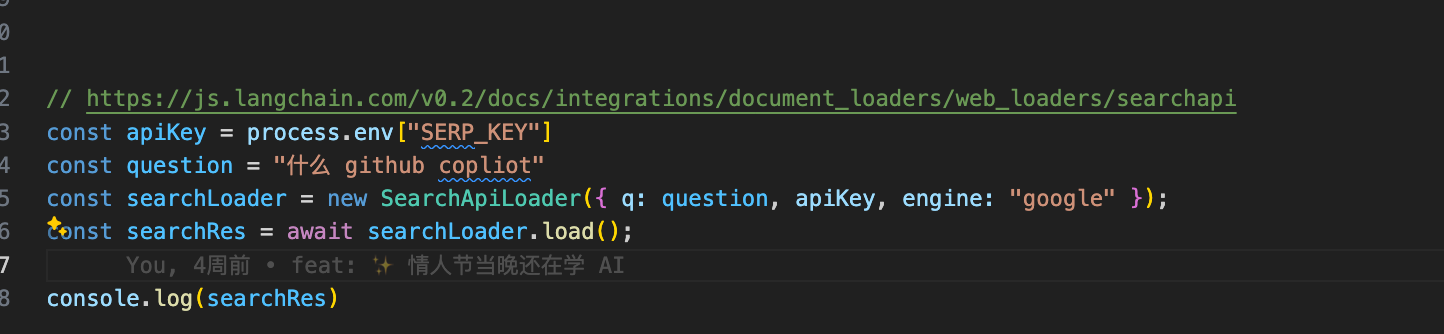 0
1
2 // https://js.langchain.com/v0.2/docs/integrations/document_loaders/web_loaders/searchapi
3 const apiKey = process.env["SERP_KEY"]
4 const question = "什么 github copliot"
5 const searchLoader = new SearchApiLoader({ q: question, apiKey, engine: "google" });
6 const searchRes = await searchLoader.load();
7 You, 4周前 • feat: ✨ 情人节当晚还在学 AI
8 console.log(searchRes)